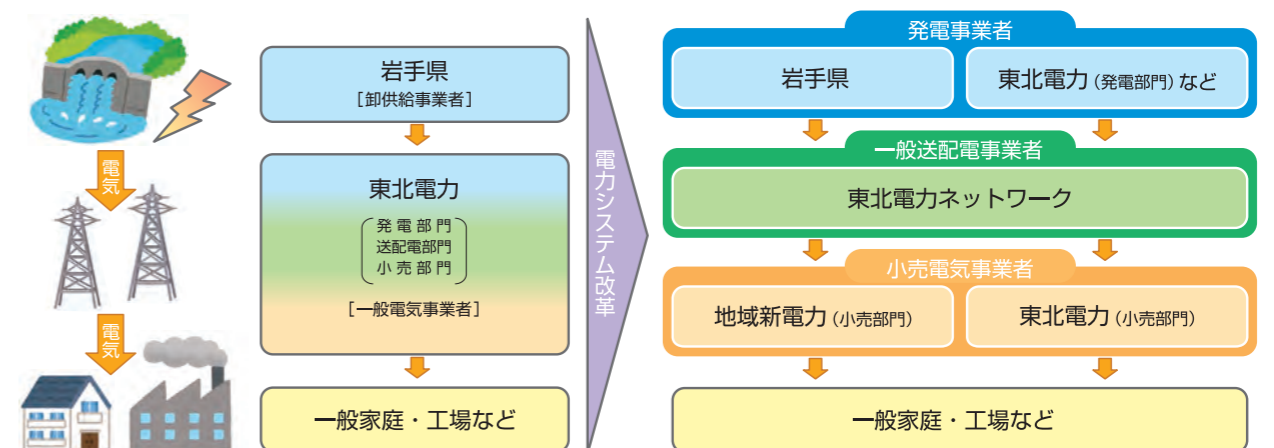 電気
電気
岩手県
［卸供給事業者］
東北電力
発電部門
送配電部門
小売部門
［一般電気事業者］
一般家庭・工場など
電力システム改革
発電事業者
岩手県
東北電力（発電部門）など
一般送配電事業者
東北電力ネットワーク
小売電気事業者
地域新電力（小売部門）
東北電力（小売部門）
一般家庭・工場など